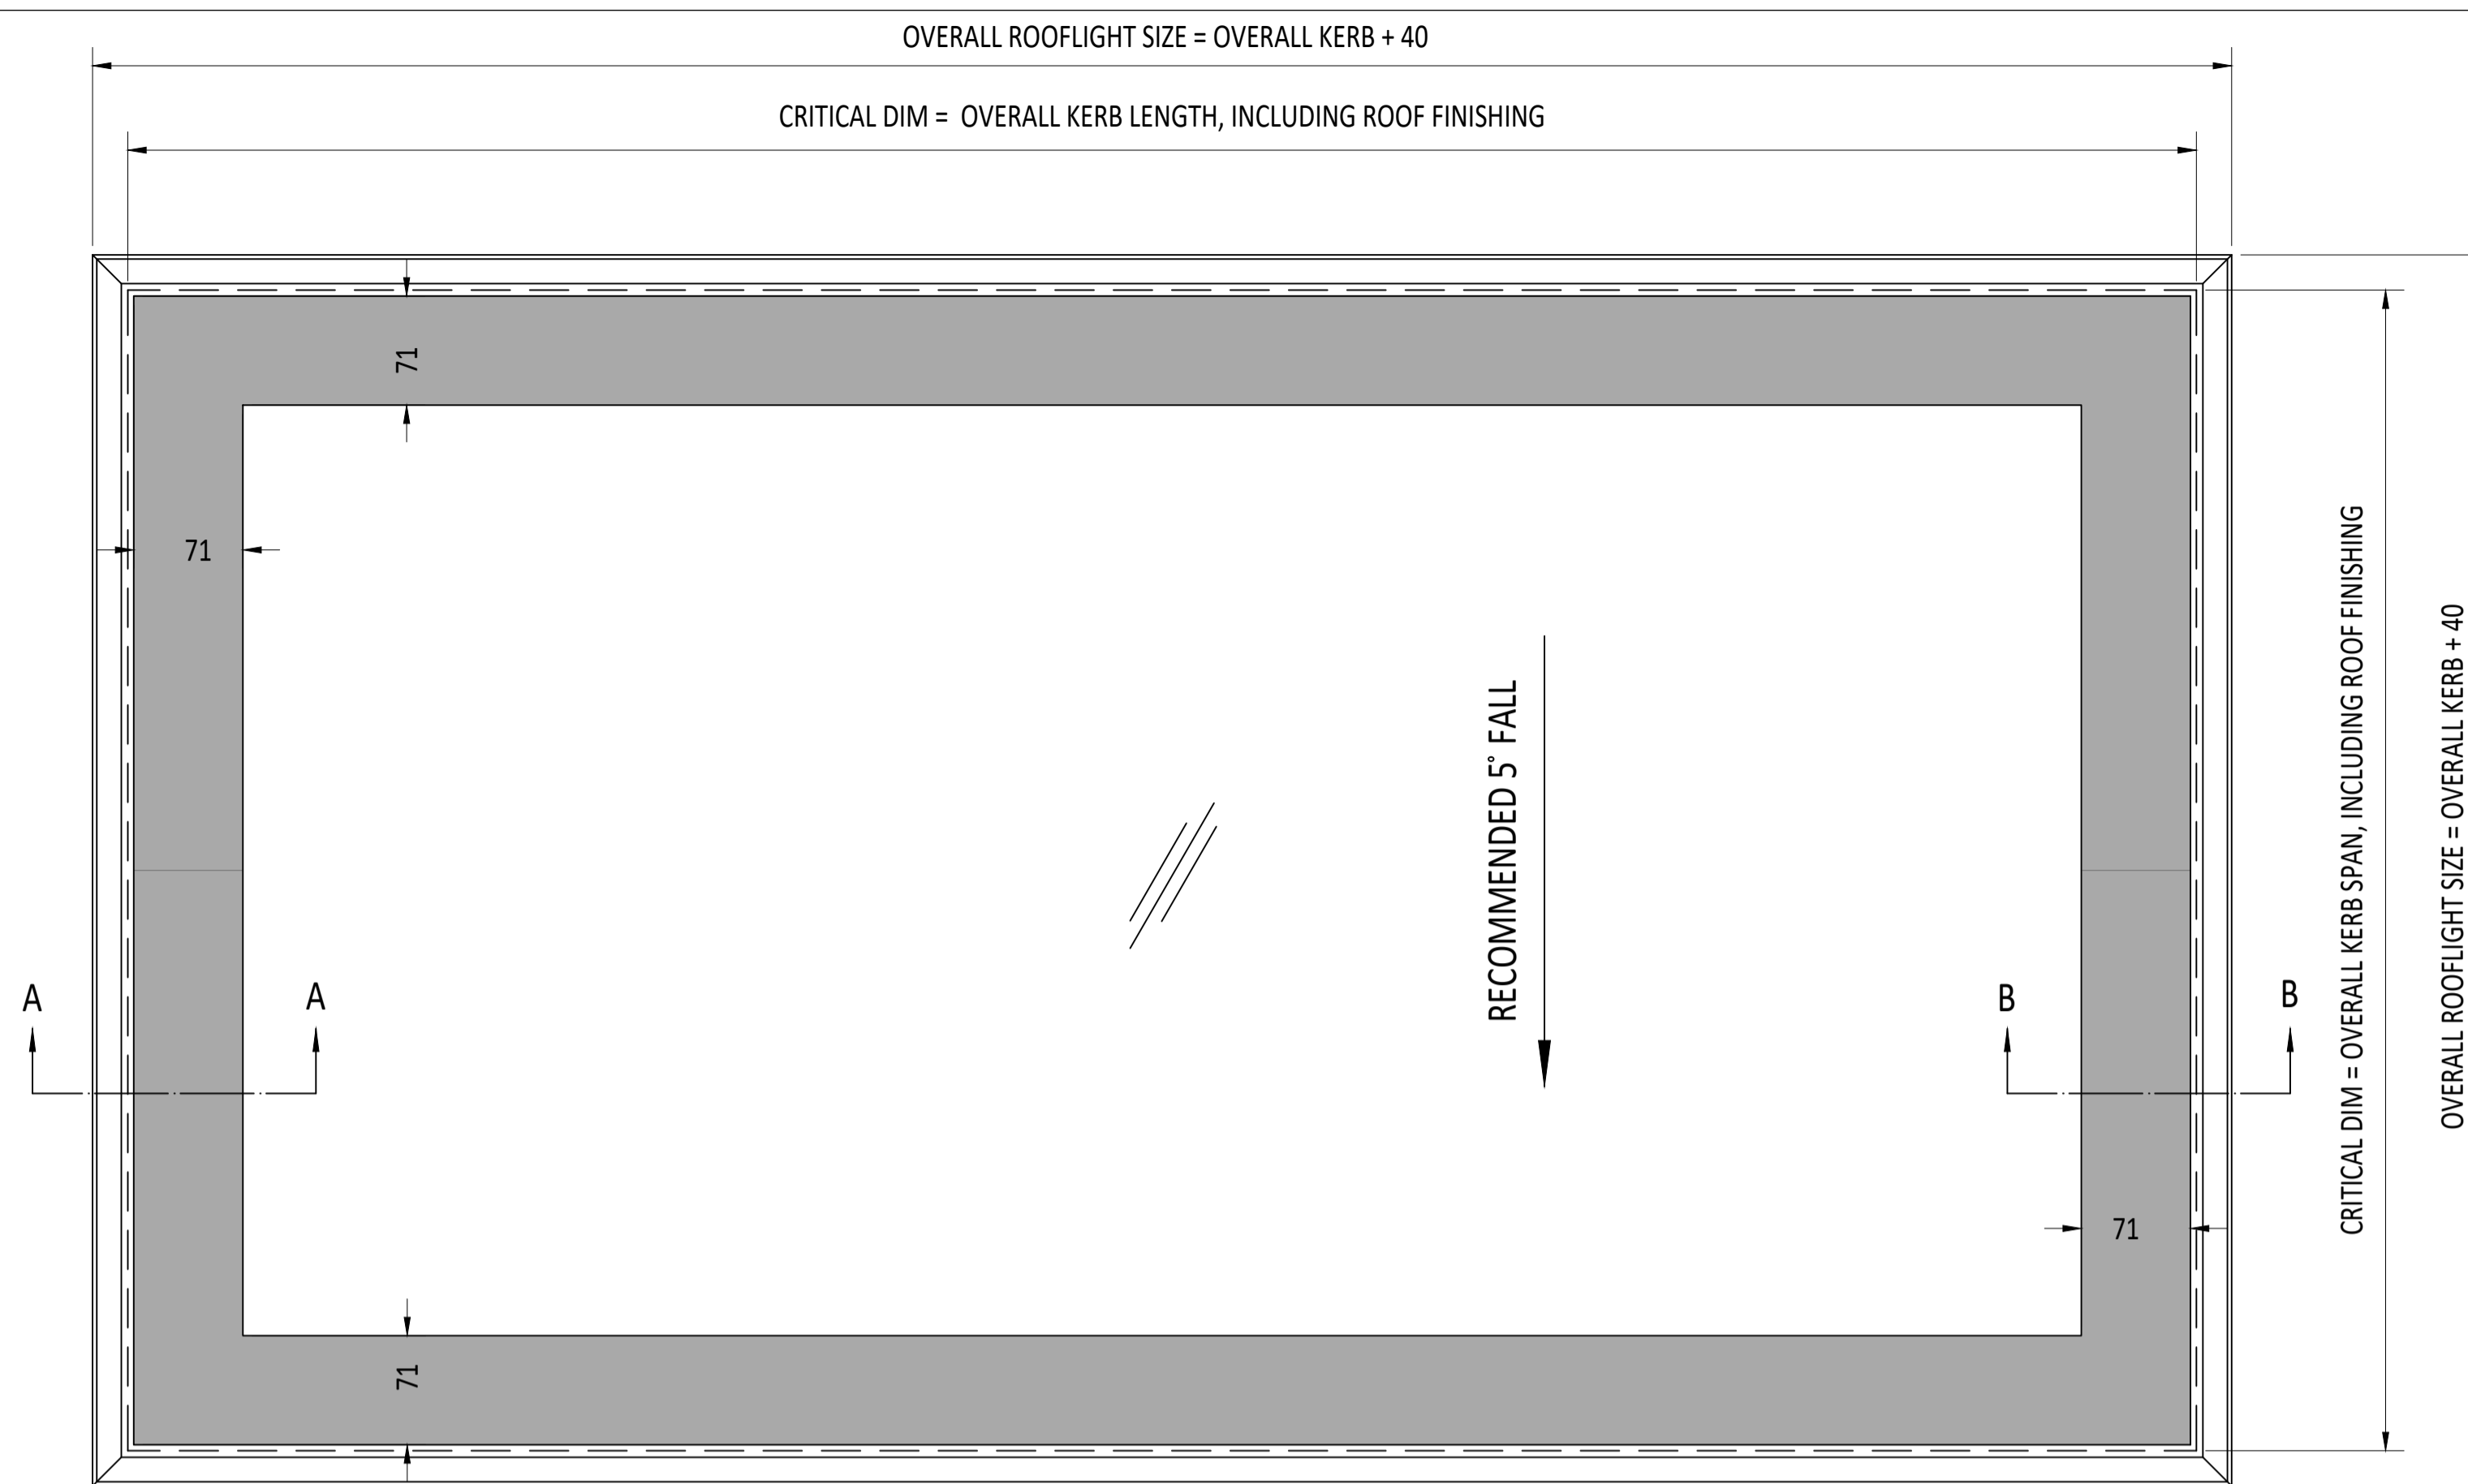 OVERALL ROOFLIGHT SIZE = OVERALL KERB + 40
CRITICAL DIM = OVERALL KERB LENGTH, INCLUDING ROOF FINISHING
71
71
RECOMMENDED 5° FALL
CRITICAL DIM = OVERALL KERB SPAN, INCLUDING ROOF FINISHING
OVERALL ROOFLIGHT SIZE = OVERALL KERB + 40
A
A
B
B
71
71